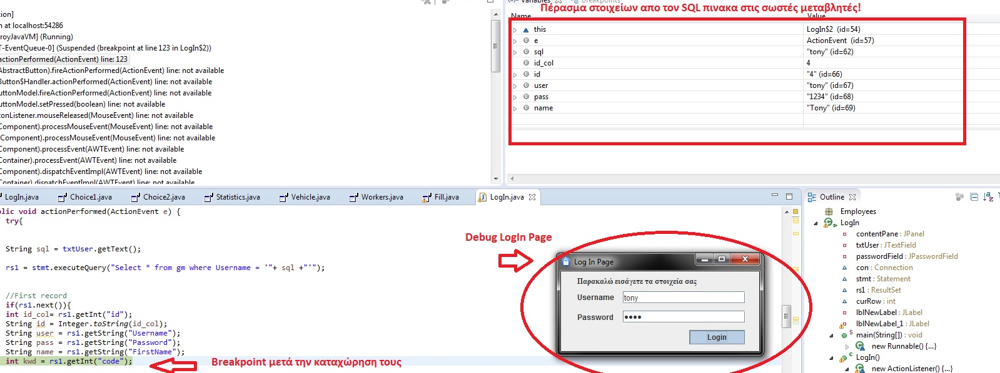 tion]
n at localhost:54286
royJavaVM] (Running)
T-EventQueue-0] (Suspended (breakpoint at line 123 in LogIn$2))
actionPerformed(ActionEvent) line: 123
AbstractButton).fireActionPerformed(ActionEvent) line: not available
Button$Handler.actionPerformed(ActionEvent) line: not available
uttonModel.fireActionPerformed(ActionEvent) line: not available
uttonModel.setPressed(boolean) line: not available
tonListener.mouseReleased(MouseEvent) line: not available
Component).processMouseEvent(MouseEvent) line: not available
(Component).processMouseEvent(MouseEvent) line: not available
Component).processEvent(AWTEvent) line: not available
Container).processEvent(AWTEvent) line: not available
Component).dispatchEventImpl(AWTEvent) line: not available
Container).dispatchEventImpl(AWTEvent) line: not available
Variables Breakpoints
Πέρασμα στοιχείων απο τον SQL πινακα στις σωστές μεταβλητές!
Name Value
this LogIn$2 (id=54)
e ActionEvent (id=57)
sql "tony" (id=62)
id_col 4
id "4" (id=66)
user "tony" (id=67)
pass "1234" (id=68)
name "Tony" (id=69)
LogIn.java Choice1.java Choice2.java Statistics.java Vehicle.java Workers.java Fill.java LogIn.java
blic void actionPerformed(ActionEvent e) {
try{
String sql = txtUser.getText();
rs1 = stmt.executeQuery("Select * from gm where Username = '"+ sql +"'");
//First record
if(rs1.next()){
int id_col= rs1.getInt("id");
String id = Integer.toString(id_col);
String user = rs1.getString("Username");
String pass = rs1.getString("Password");
String name = rs1.getString("FirstName");
int kwd = rs1.getInt("code");
Breakpoint μετά την καταχώρηση τους
Debug LogIn Page
Log In Page
Παρακαλώ εισάγετε τα στοιχεία σας
Username tony
Password ●●●●
Login
Outline
Employees
LogIn
contentPane : JPanel
txtUser : JTextField
passwordField : JPasswordField
con : Connection
stmt : Statement
rs1 : ResultSet
curRow : int
lblNewLabel : JLabel
lblNewLabel_1 : JLabel
main(String[]) : void
new Runnable() {...}
LogIn()
new ActionListener() {...}